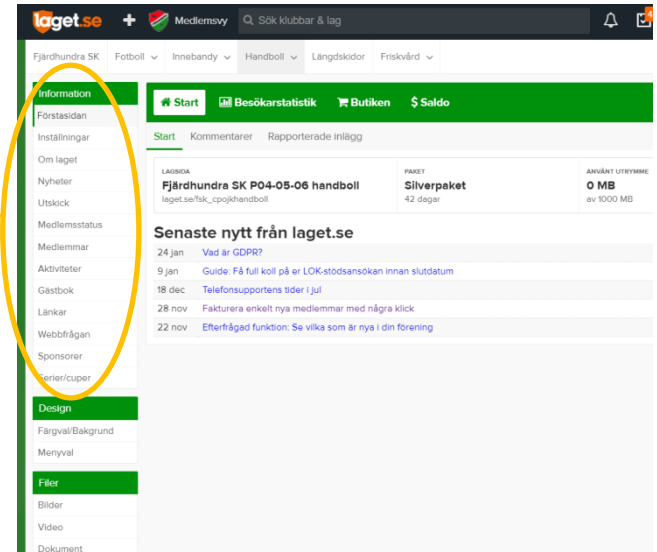 laget.se + Medlemsvy Sök klubbar & lag 4
Fjärdhundra SK Fotboll Innebandy Handboll Längdskidor Friskvård
Information
Förstasidan
Inställningar
Om laget
Nyheter
Utskick
Medlemsstatus
Medlemmar
Aktiviteter
Gästbok
Länkar
Webbfrågan
Sponsorer
Serier/cuper
Design
Färgval/Bakgrund
Menyval
Filer
Bilder
Video
Dokument
Start Besökarstatistik Butiken $ Saldo
Start Kommentarer Rapporterade inlägg
LAGSIDA PAKET ANVÄNT UTRYMME
Fjärdhundra SK P04-05-06 handboll Silverpaket 0 MB
laget.se/fsk_cpojkhandboll 42 dagar av 1000 MB
Senaste nytt från laget.se
24 jan Vad är GDPR?
9 jan Guide: Få full koll på er LOK-stödsansökan innan slutdatum
18 dec Telefonsupportens tider i jul
28 nov Fakturera enkelt nya medlemmar med några klick
22 nov Efterfrågad funktion: Se vilka som är nya i din förening